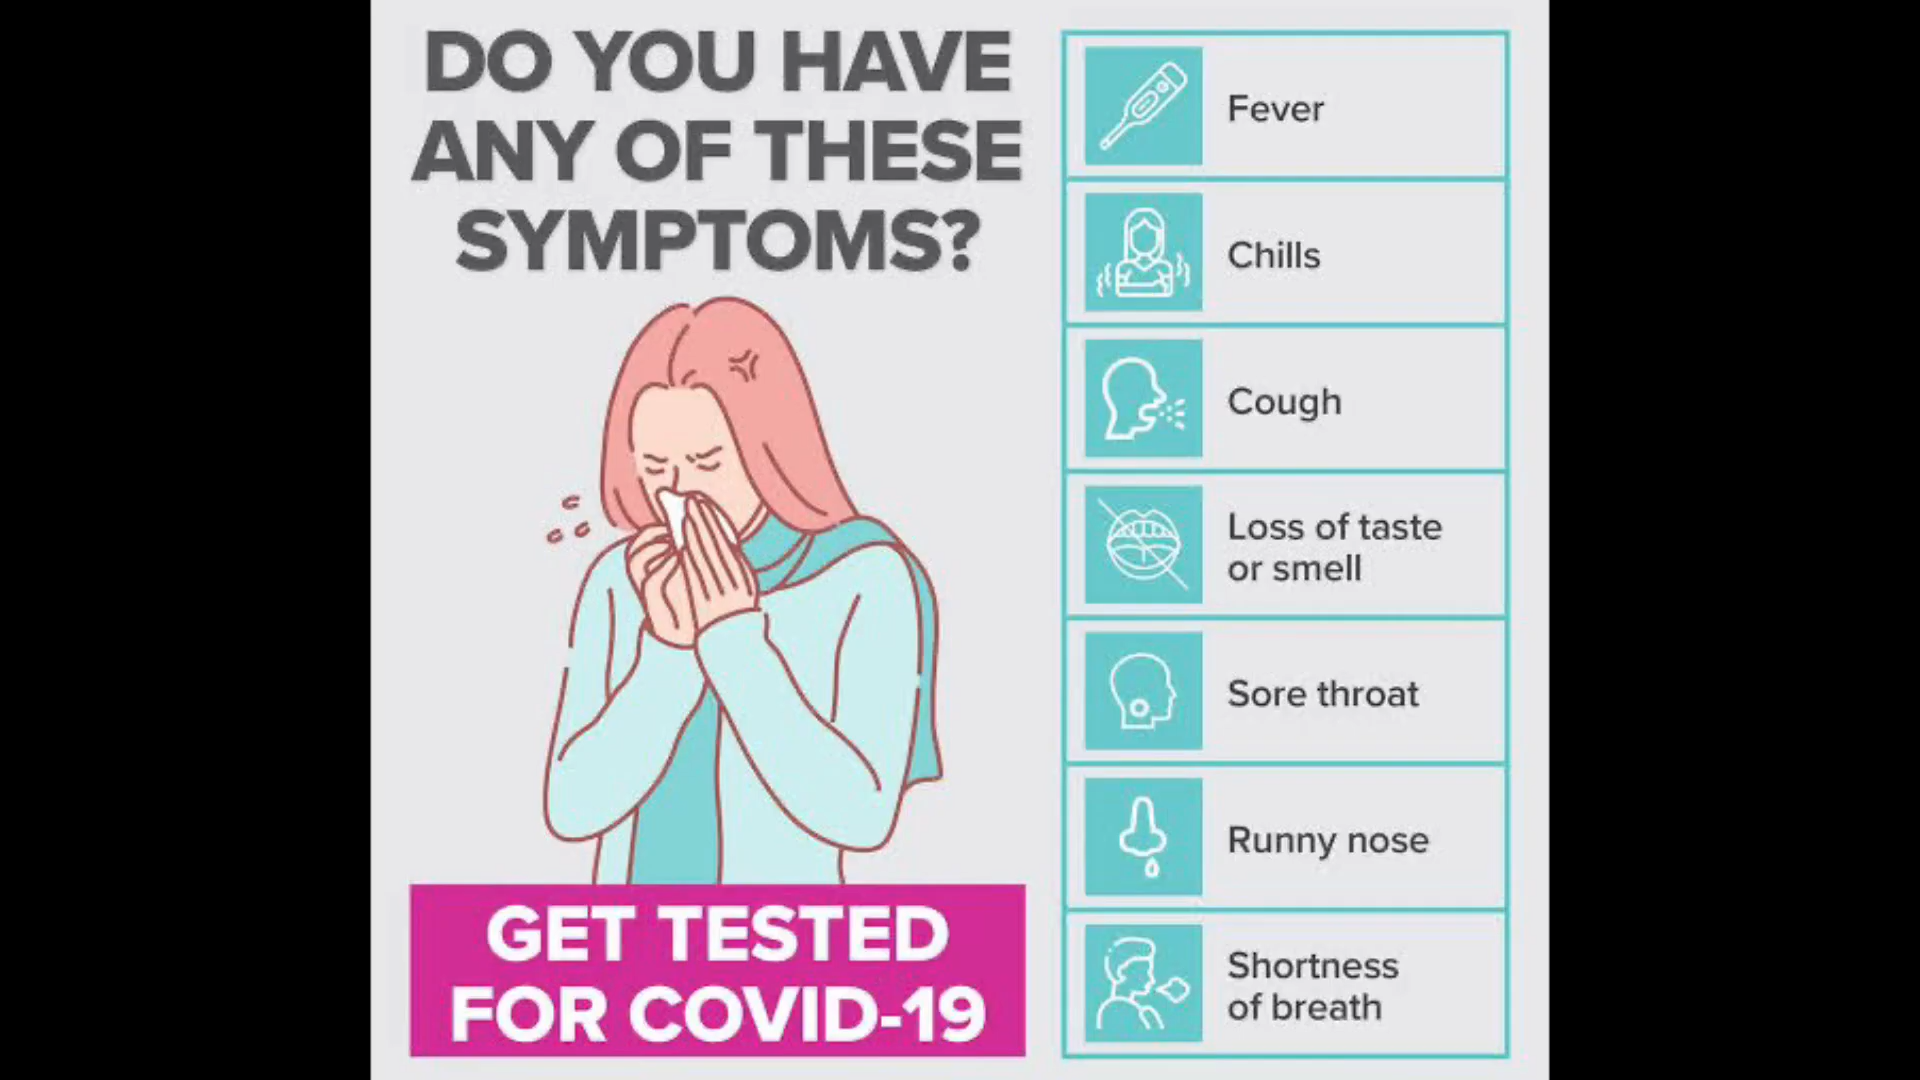 DO YOU HAVE
ANY OF THESE
SYMPTOMS?
GET TESTED
FOR COVID-19
Fever
Chills
Cough
Loss of taste
or smell
Sore throat
Runny nose
Shortness
of breath